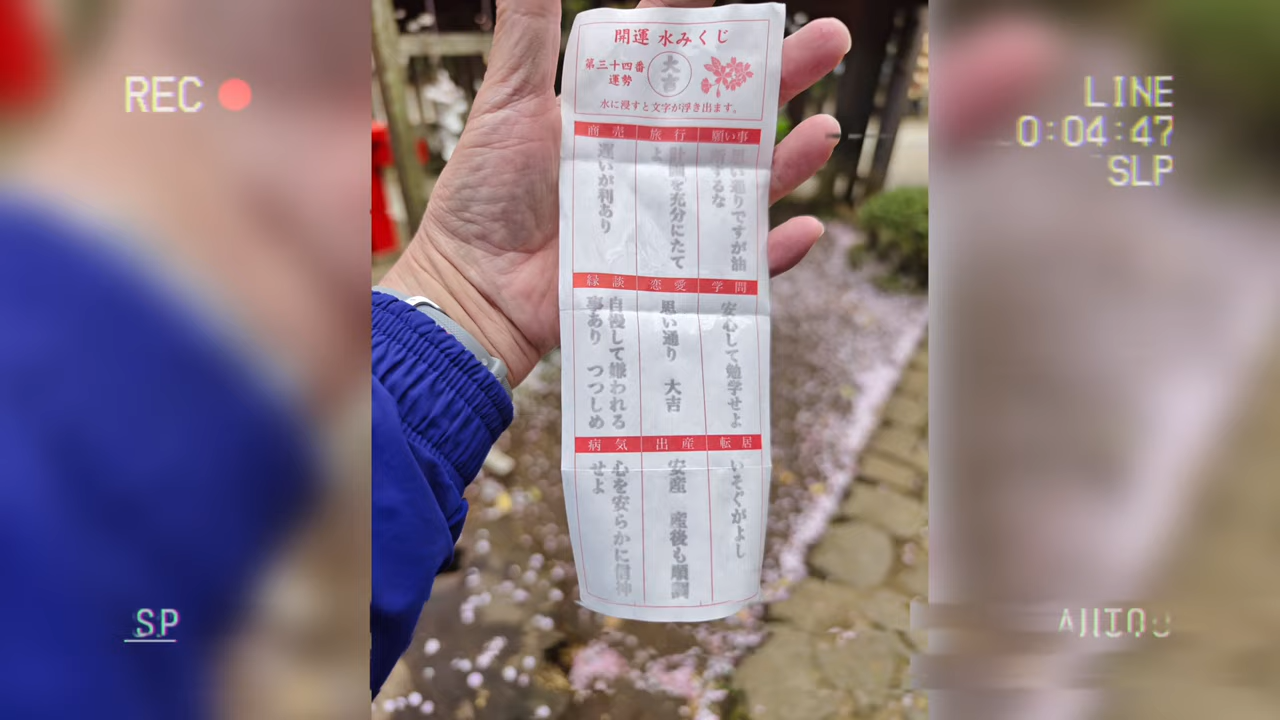 REC
LINE
0:04:47
SLP
開運 水みくじ
第三十四番
運勢
大吉
水に浸すと文字が浮き出ます。
願い事
思い通りですが油
断するな
旅行
計画を充分にたて
よ
商売
買いが利あり
学問
安心して勉学せよ
恋愛
思い通り 大吉
縁談
自慢して嫌われる
事あり つつしめ
転居
いそぐがよし
出産
安産 産後も順調
病気
心を安らかに信神
せよ
SP